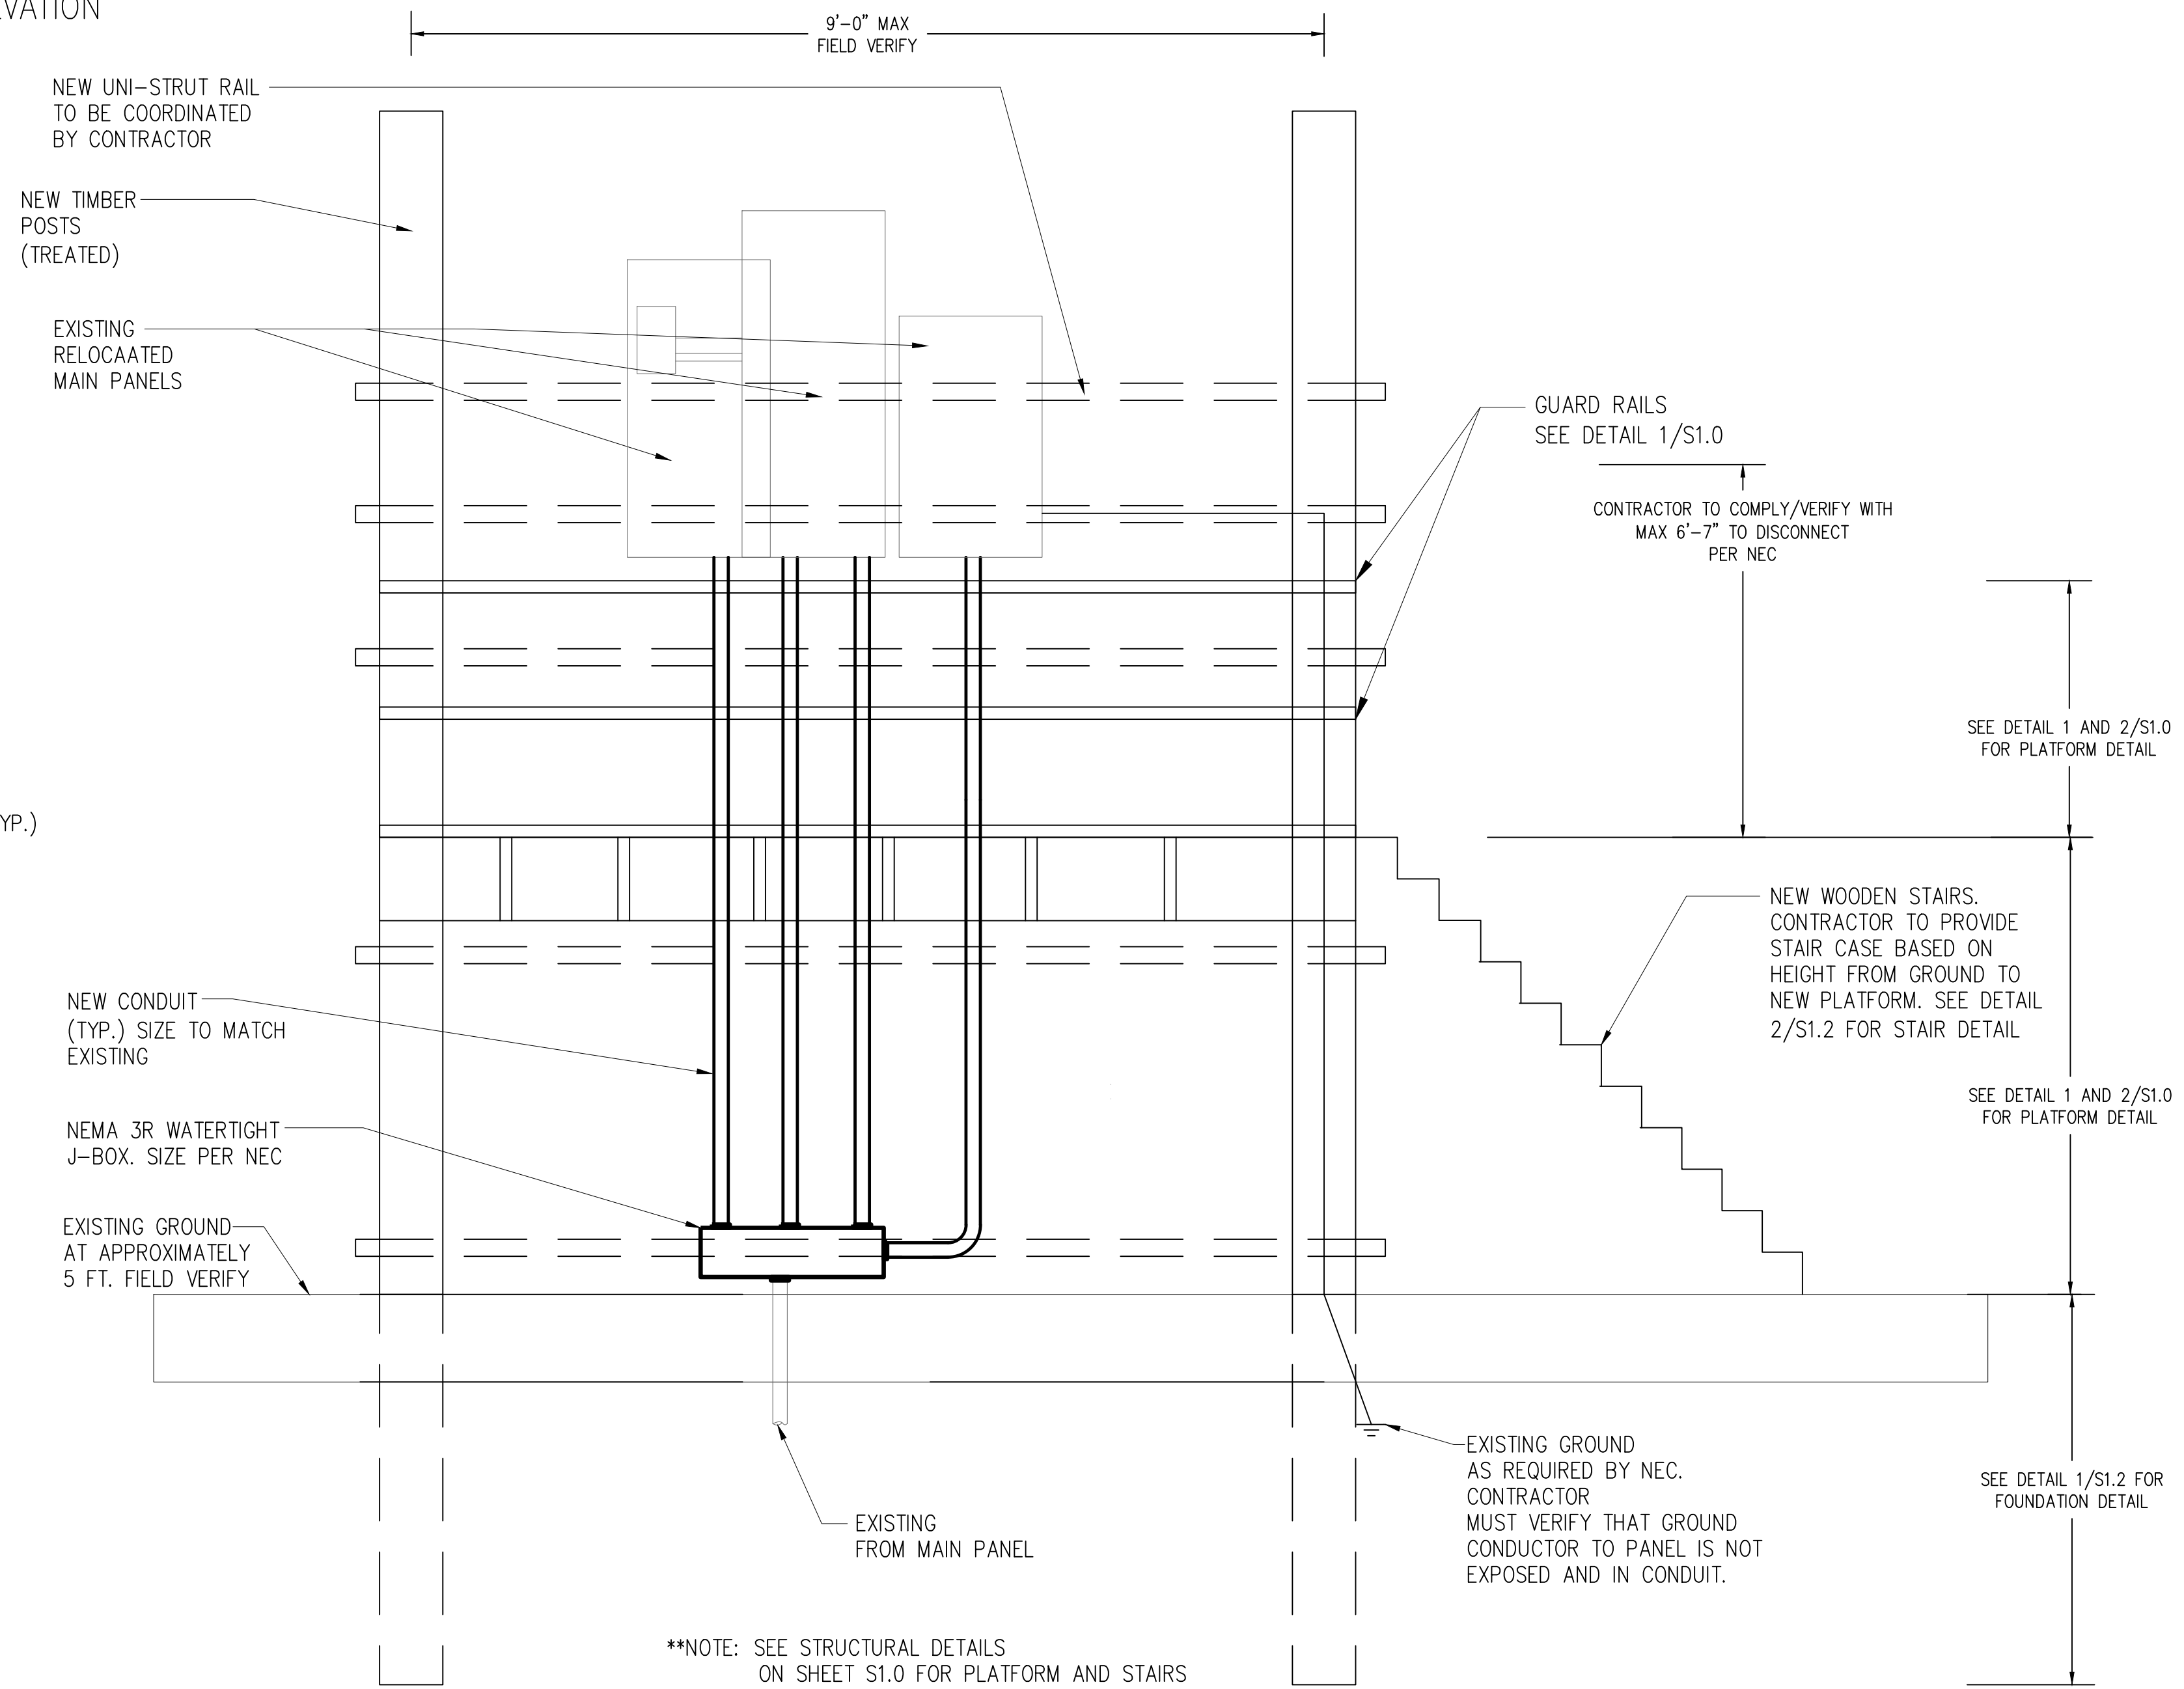 9'-0" MAX
FIELD VERIFY
NEW UNI-STRUT RAIL
TO BE COORDINATED
BY CONTRACTOR
NEW TIMBER
POSTS
(TREATED)
EXISTING
RELOCAATED
MAIN PANELS
GUARD RAILS
SEE DETAIL 1/S1.0
CONTRACTOR TO COMPLY/VERIFY WITH
MAX 6'-7" TO DISCONNECT
PER NEC
SEE DETAIL 1 AND 2/S1.0
FOR PLATFORM DETAIL
YP.)
NEW WOODEN STAIRS.
CONTRACTOR TO PROVIDE
STAIR CASE BASED ON
HEIGHT FROM GROUND TO
NEW PLATFORM. SEE DETAIL
2/S1.2 FOR STAIR DETAIL
NEW CONDUIT
(TYP.) SIZE TO MATCH
EXISTING
SEE DETAIL 1 AND 2/S1.0
FOR PLATFORM DETAIL
NEMA 3R WATERTIGHT
J-BOX. SIZE PER NEC
EXISTING GROUND
AT APPROXIMATELY
5 FT. FIELD VERIFY
EXISTING GROUND
AS REQUIRED BY NEC.
CONTRACTOR
MUST VERIFY THAT GROUND
CONDUCTOR TO PANEL IS NOT
EXPOSED AND IN CONDUIT.
SEE DETAIL 1/S1.2 FOR
FOUNDATION DETAIL
EXISTING
FROM MAIN PANEL
**NOTE: SEE STRUCTURAL DETAILS
ON SHEET S1.0 FOR PLATFORM AND STAIRS